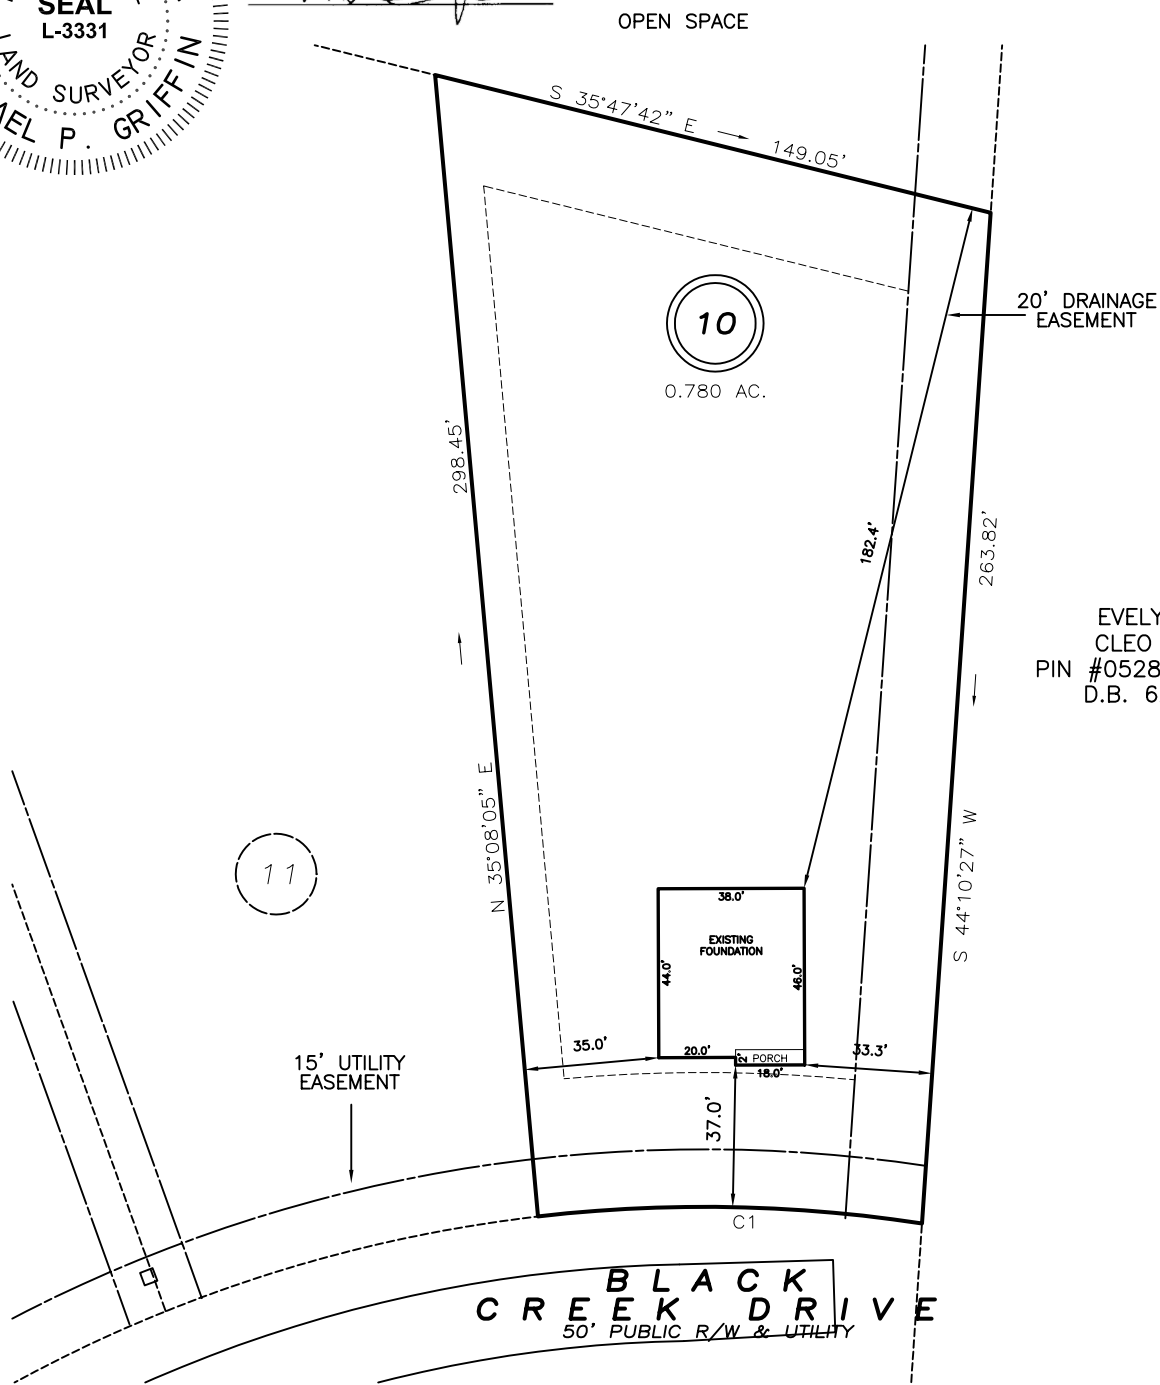 SEAL
L-3331
LAND SURVEYOR
P. GRIFFIN
OPEN SPACE
S 35°47'42" E
149.05'
10
0.780 AC.
20' DRAINAGE
EASEMENT
298.45'
182.4'
263.82'
CLEO
PIN #0528
D.B. 6
N 35°08'05" E
S 44°10'27" W
11
38.0'
EXISTING
FOUNDATION
44.0'
46.0'
35.0'
20.0'
2'
PORCH
18.0'
33.3'
15' UTILITY
EASEMENT
37.0'
C1
BLACK
CREEK DRIVE
50' PUBLIC R/W & UTILITY